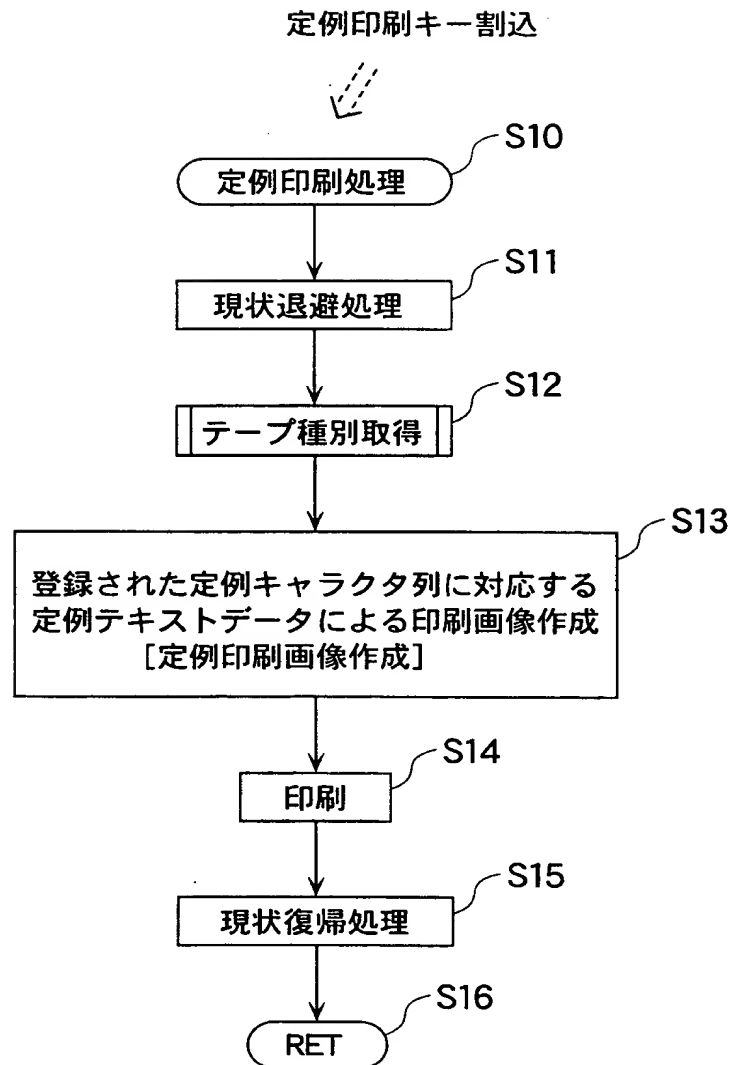 定例印刷キー割込
S10
定例印刷処理
S11
現状退避処理
S12
テープ種別取得
S13
登録された定例キャラクタ列に対応する
定例テキストデータによる印刷画像作成
[定例印刷画像作成]
S14
印刷
S15
現状復帰処理
S16
RET